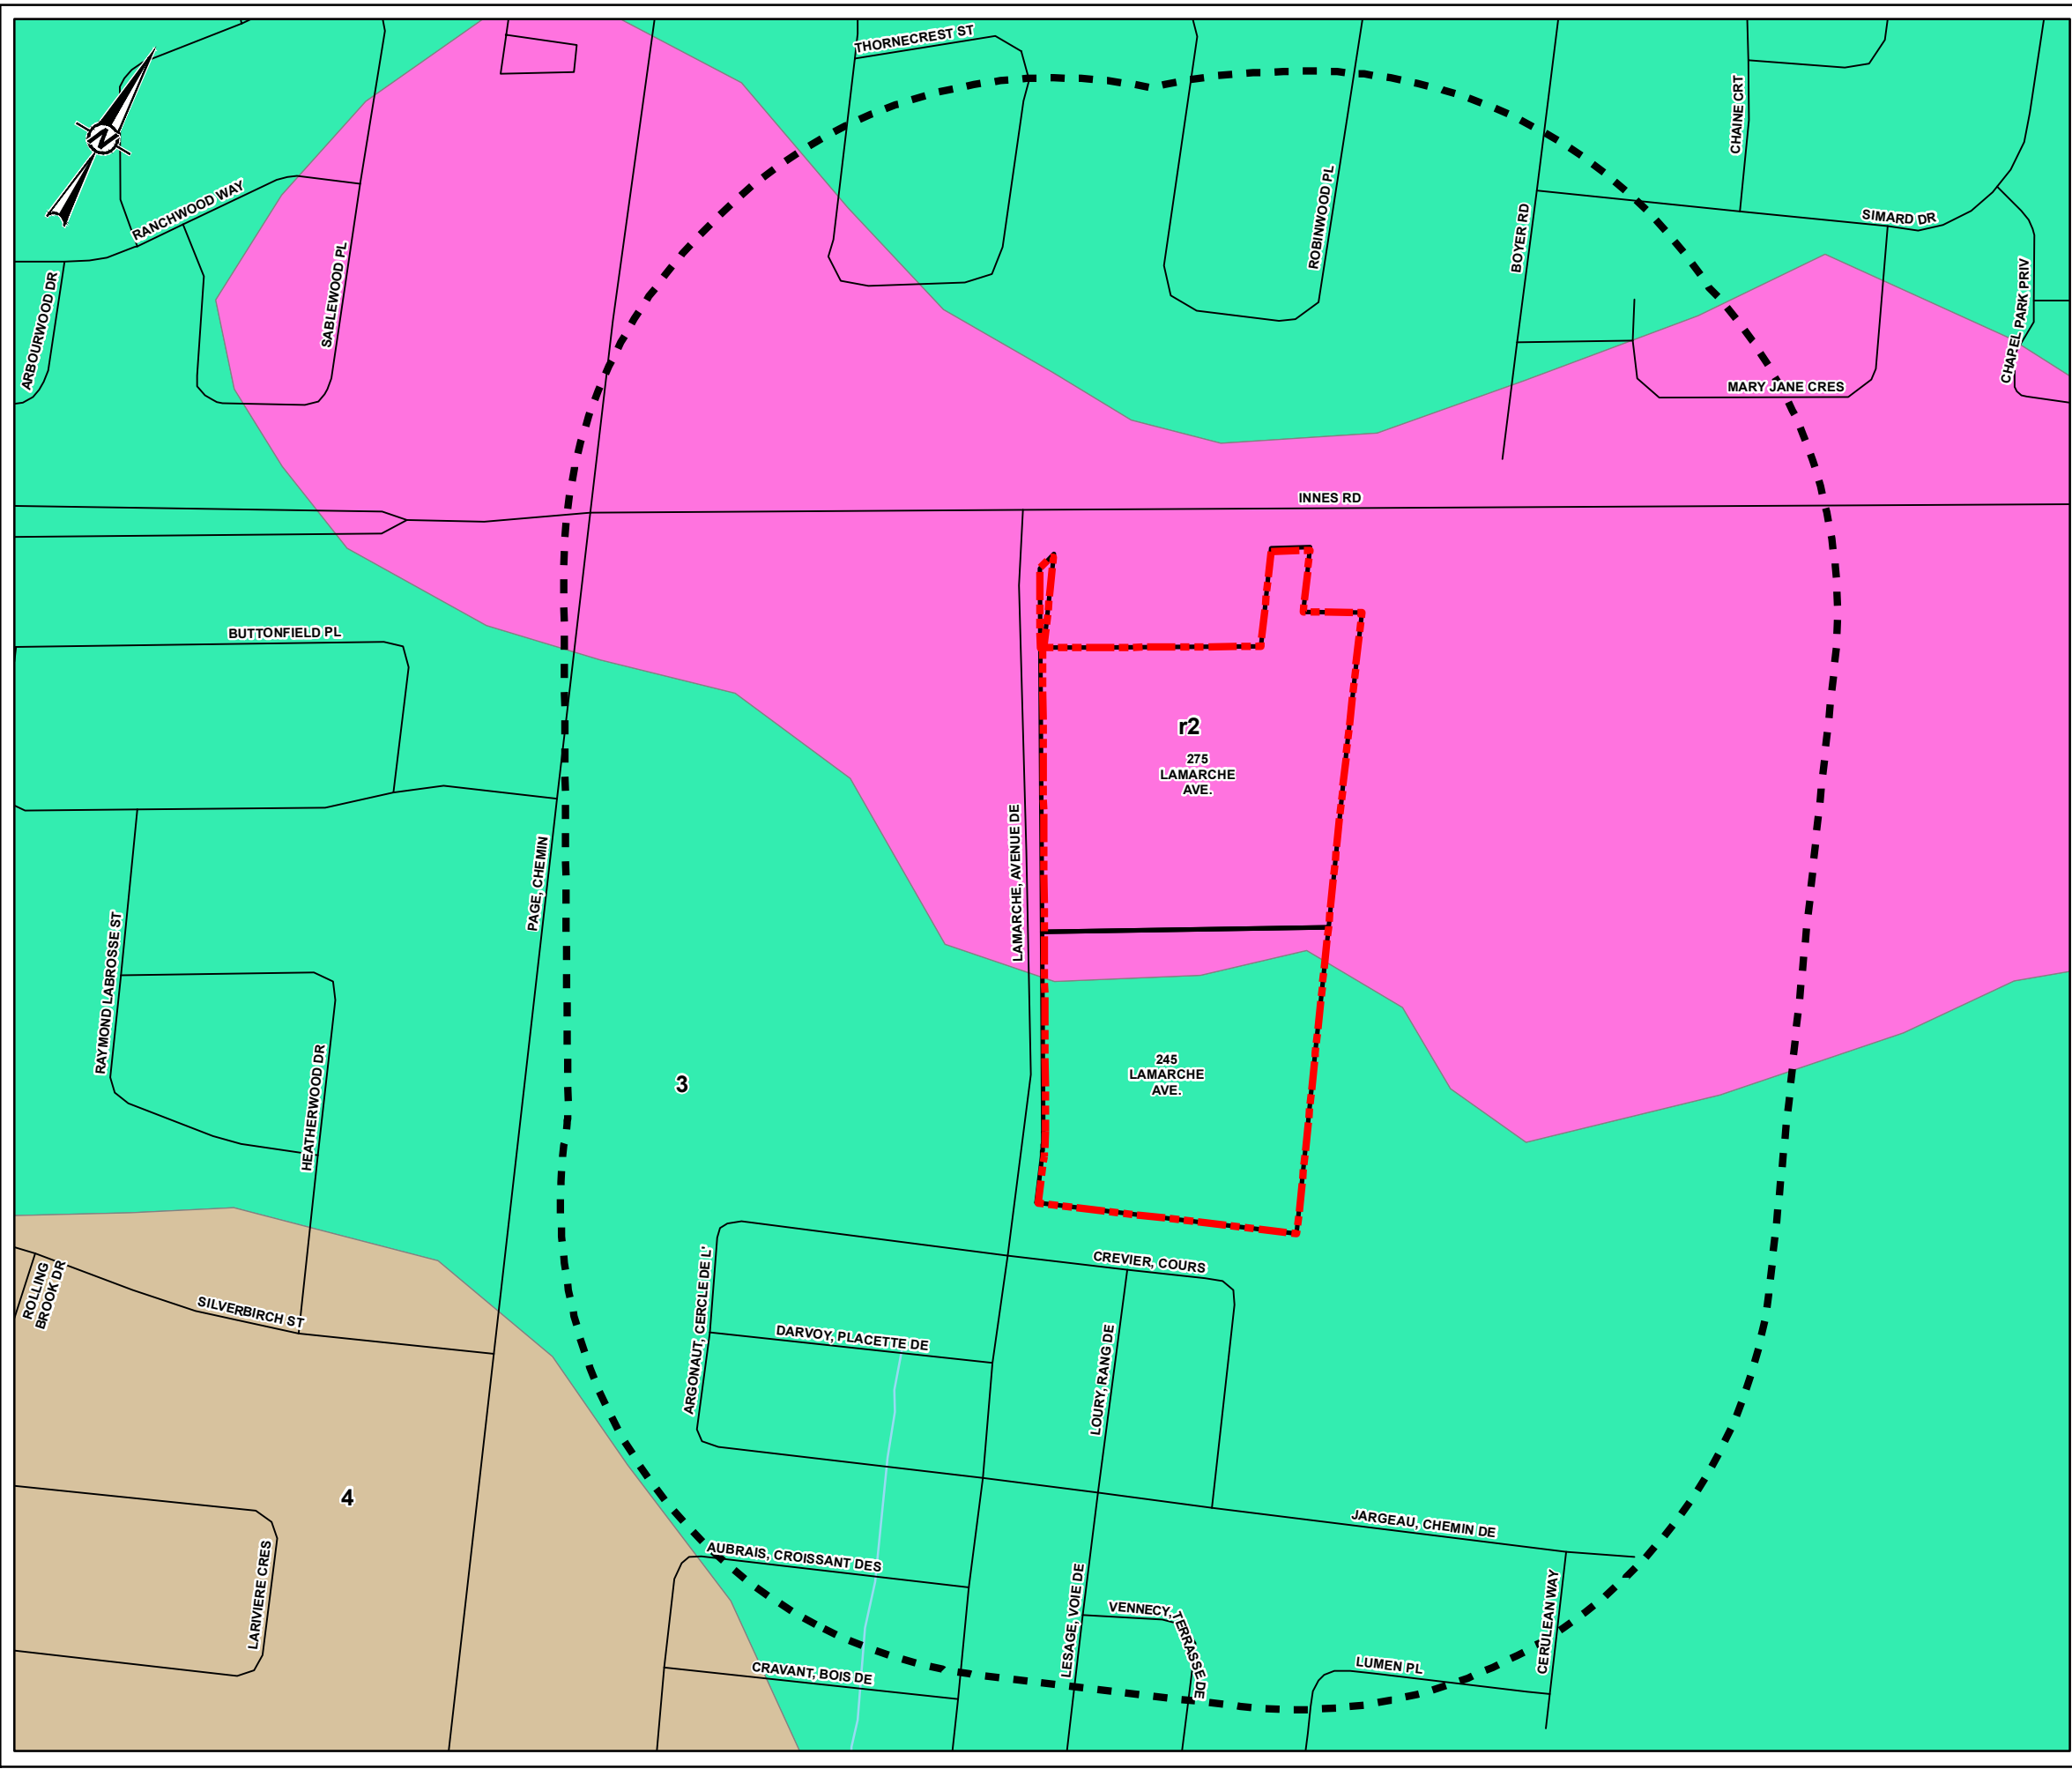 THORNECREST ST
CHAINE CRT
N
RANCHWOOD WAY
ROBINWOOD PL
BOYER RD
SIMARD DR
ARBOURWOOD DR
SABLEWOOD PL
CHAPEL PARK PRIV
MARY JANE CRES
INNES RD
BUTTONFIELD PL
r2
275
LAMARCHE
AVE.
PAGE, CHEMIN
LAMARCHE, AVENUE DE
RAYMOND LABROSSE ST
HEATHERWOOD DR
3
245
LAMARCHE
AVE.
ROLLING
BROOK DR
SILVERBIRCH ST
ARGONAUT, CERCLE DE L'
CREVIER, COURS
DARVOY, PLACETTE DE
LOURY, RANG DE
4
JARGEAU, CHEMIN DE
LARIVIERE CRES
AUBRAIS, CROISSANT DES
CRAVANT, BOIS DE
LESAGE, VOIE DE
VENNECY, TERRASSE DE
LUMEN PL
CERULEAN WAY